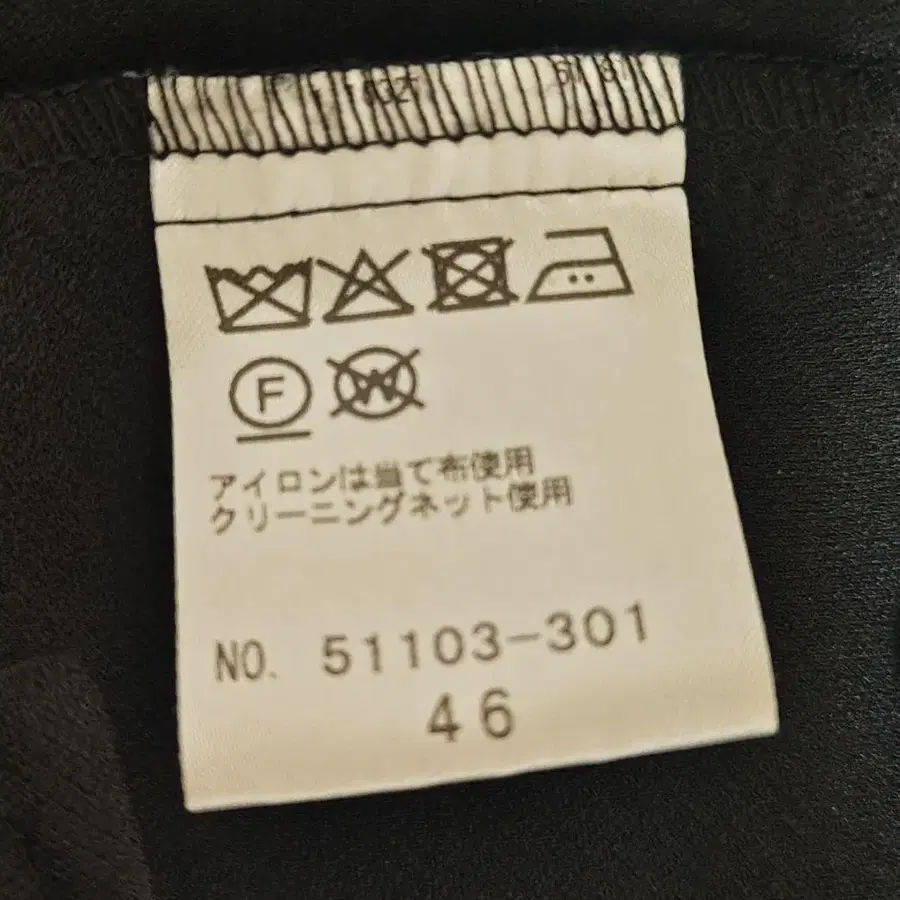 F W
アイロンは当て布使用
クリーニングネット使用
NO. 51103-301
46